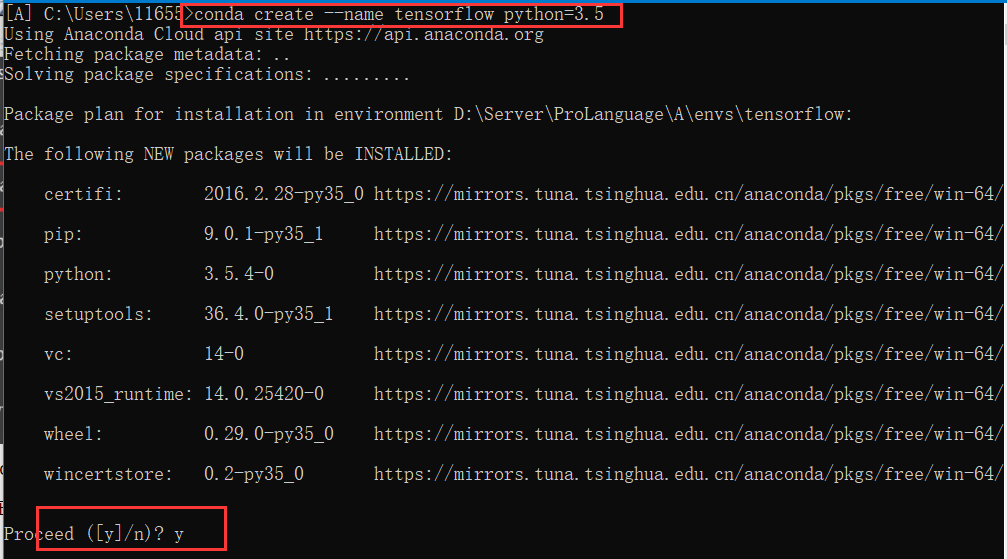 [A] C:\Users\11655>conda create --name tensorflow python=3.5
Using Anaconda Cloud api site https://api.anaconda.org
Fetching package metadata: ..
Solving package specifications: .........
Package plan for installation in environment D:\Server\ProLanguage\A\envs\tensorflow:
The following NEW packages will be INSTALLED:
certifi: 2016.2.28-py35_0 https://mirrors.tuna.tsinghua.edu.cn/anaconda/pkgs/free/win-64/
pip: 9.0.1-py35_1 https://mirrors.tuna.tsinghua.edu.cn/anaconda/pkgs/free/win-64/
python: 3.5.4-0 https://mirrors.tuna.tsinghua.edu.cn/anaconda/pkgs/free/win-64/
setuptools: 36.4.0-py35_1 https://mirrors.tuna.tsinghua.edu.cn/anaconda/pkgs/free/win-64/
vc: 14-0 https://mirrors.tuna.tsinghua.edu.cn/anaconda/pkgs/free/win-64/
vs2015_runtime: 14.0.25420-0 https://mirrors.tuna.tsinghua.edu.cn/anaconda/pkgs/free/win-64/
wheel: 0.29.0-py35_0 https://mirrors.tuna.tsinghua.edu.cn/anaconda/pkgs/free/win-64/
wincertstore: 0.2-py35_0 https://mirrors.tuna.tsinghua.edu.cn/anaconda/pkgs/free/win-64/
Proceed ([y]/n)? y